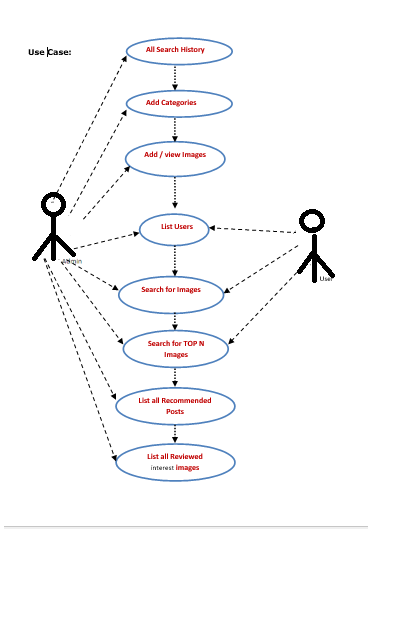 Use Case:
All Search History
Add Categories
Add / view Images
List Users
Admin
User
Search for Images
Search for TOP N
Images
List all Recommended
Posts
List all Reviewed
interest images